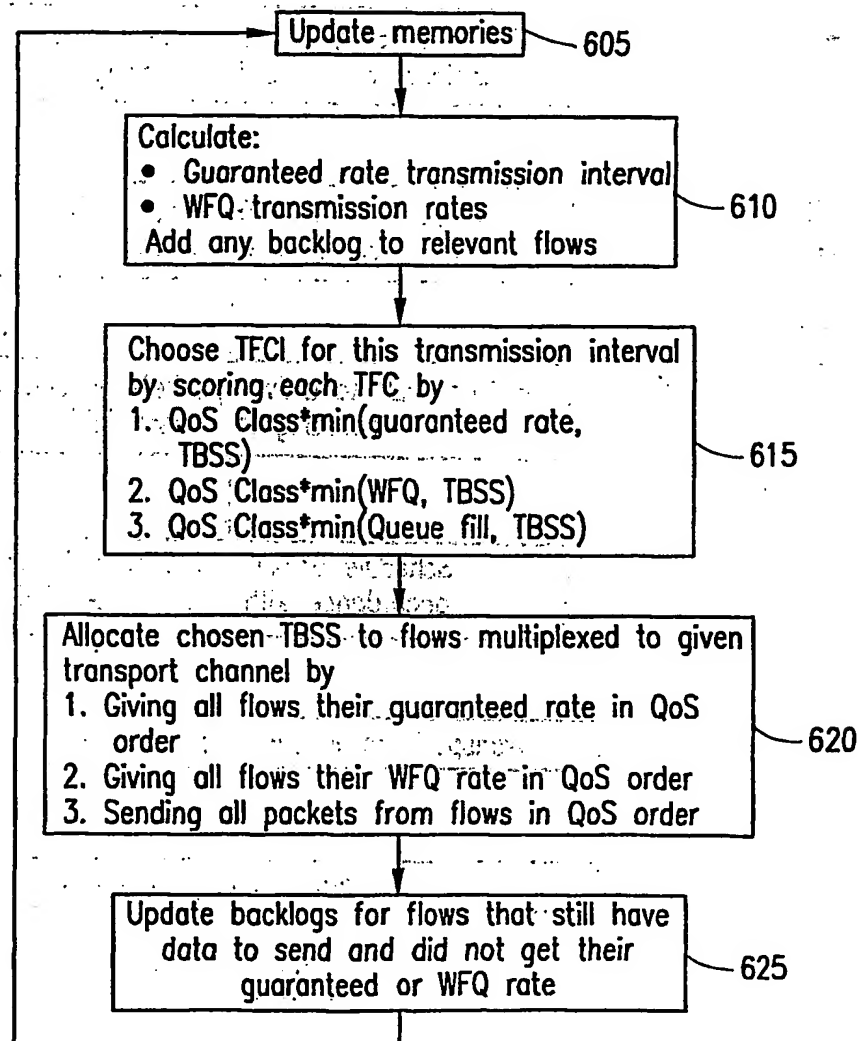 Update memories
605
Calculate:
• Guaranteed rate transmission interval
• WFQ transmission rates
Add any backlog to relevant flows
610
Choose TFCI for this transmission interval
by scoring each TFC by
1. QoS Class*min(guaranteed rate,
TBSS)
2. QoS Class*min(WFQ, TBSS)
3. QoS Class*min(Queue fill, TBSS)
615
Allocate chosen TBSS to flows multiplexed to given
transport channel by
1. Giving all flows their guaranteed rate in QoS
order
2. Giving all flows their WFQ rate in QoS order
3. Sending all packets from flows in QoS order
620
Update backlogs for flows that still have
data to send and did not get their
guaranteed or WFQ rate
625